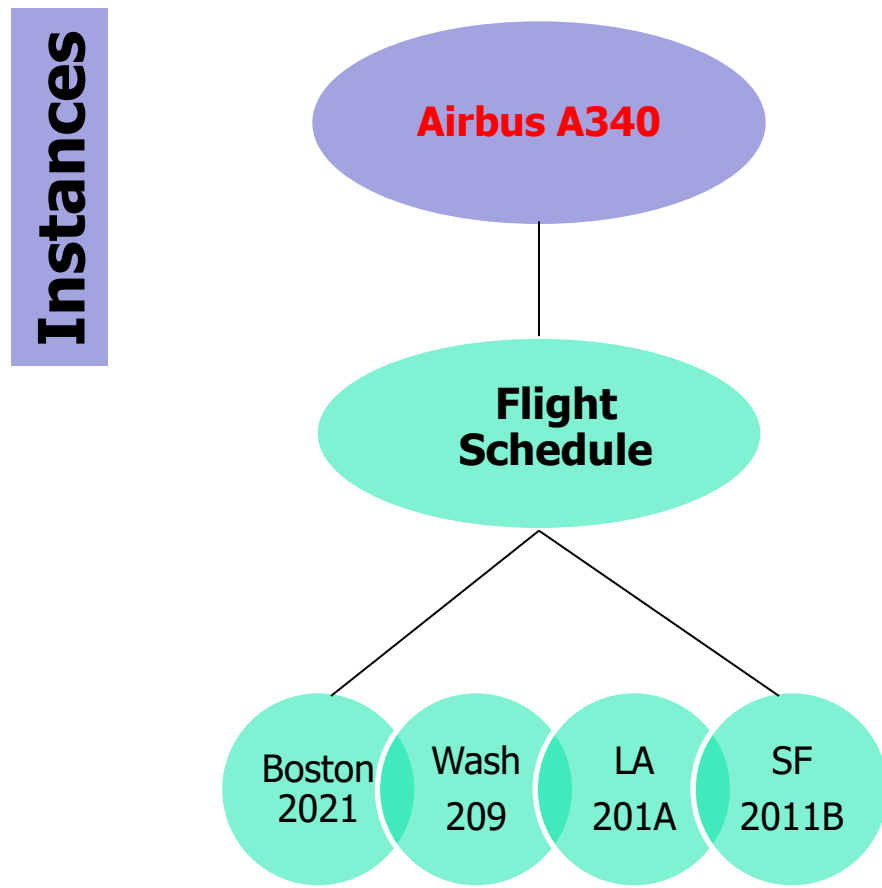 Instances
Airbus A340
Flight
Schedule
Boston
2021
Wash
209
LA
201A
SF
2011B